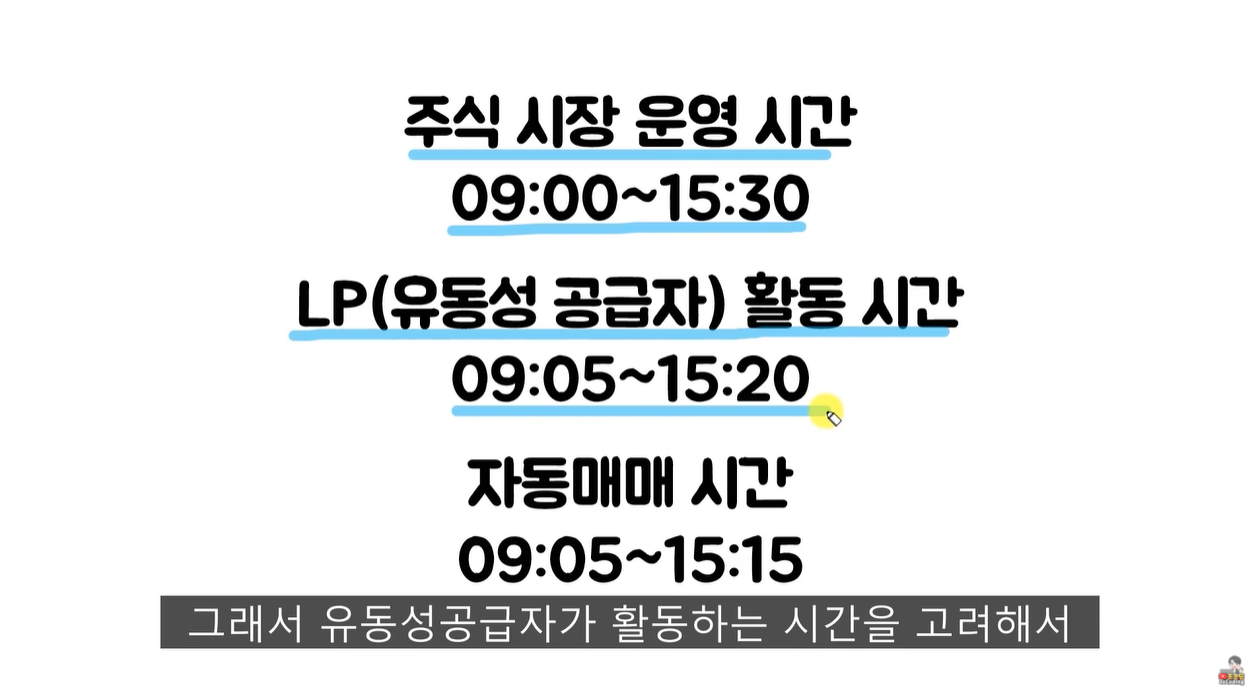 주식 시장 운영 시간
09:00~15:30
LP(유동성 공급자) 활동 시간
09:05~15:20
자동매매 시간
09:05~15:15
그래서 유동성공급자가 활동하는 시간을 고려해서